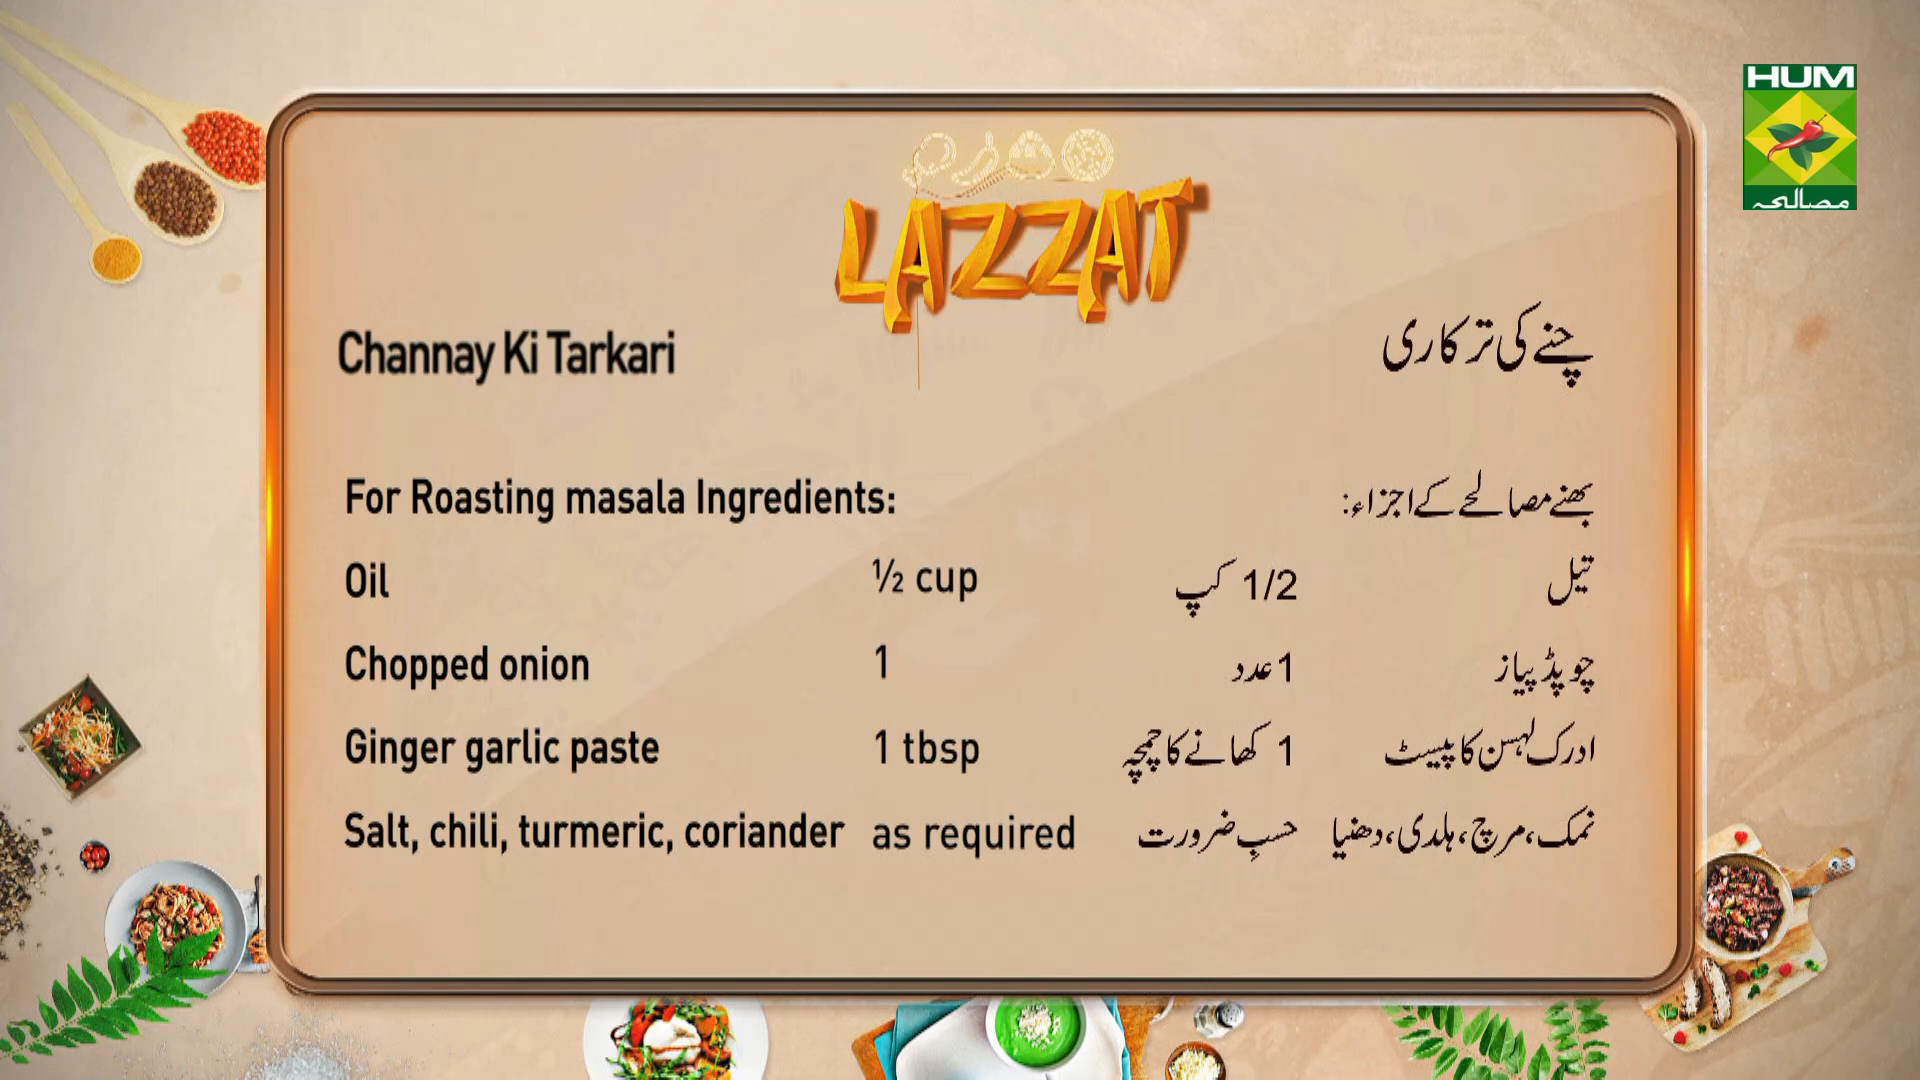 HUM
مصالحہ
LAZZAT
Channay Ki Tarkari
چنے کی ترکاری
For Roasting masala Ingredients:
بھنے مصالحے کے اجزاء:
Oil ½ cup
تیل 1/2 کپ
Chopped onion 1
چوپڈ پیاز 1 عدد
Ginger garlic paste 1 tbsp
ادرک لہسن کا پیسٹ 1 کھانے کا چمچہ
Salt, chili, turmeric, coriander as required
نمک، مرچ، ہلدی، دھنیا حسبِ ضرورت